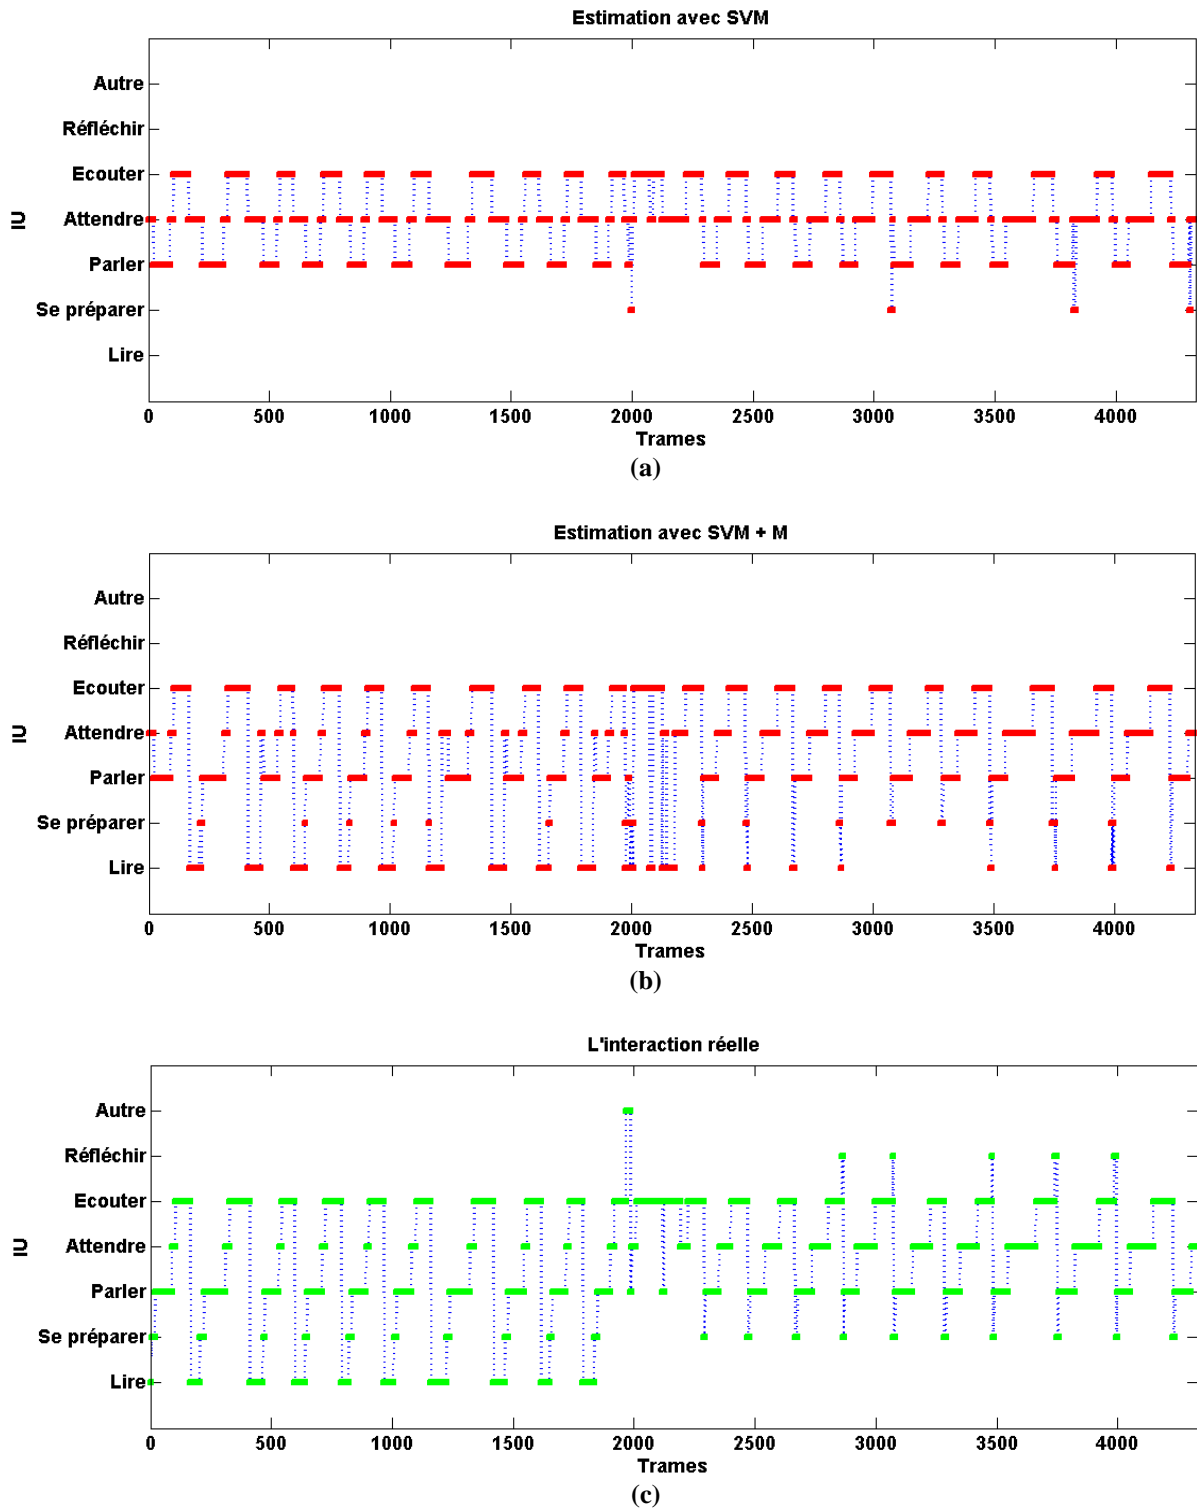 Estimation avec SVM
Autre
Réfléchir
Ecouter
Attendre
Parler
Se préparer
Lire
IU
0 500 1000 1500 2000 2500 3000 3500 4000
Trames
(a)
Estimation avec SVM + M
Autre
Réfléchir
Ecouter
Attendre
Parler
Se préparer
Lire
IU
0 500 1000 1500 2000 2500 3000 3500 4000
Trames
(b)
L'interaction réelle
Autre
Réfléchir
Ecouter
Attendre
Parler
Se préparer
Lire
IU
0 500 1000 1500 2000 2500 3000 3500 4000
Trames
(c)